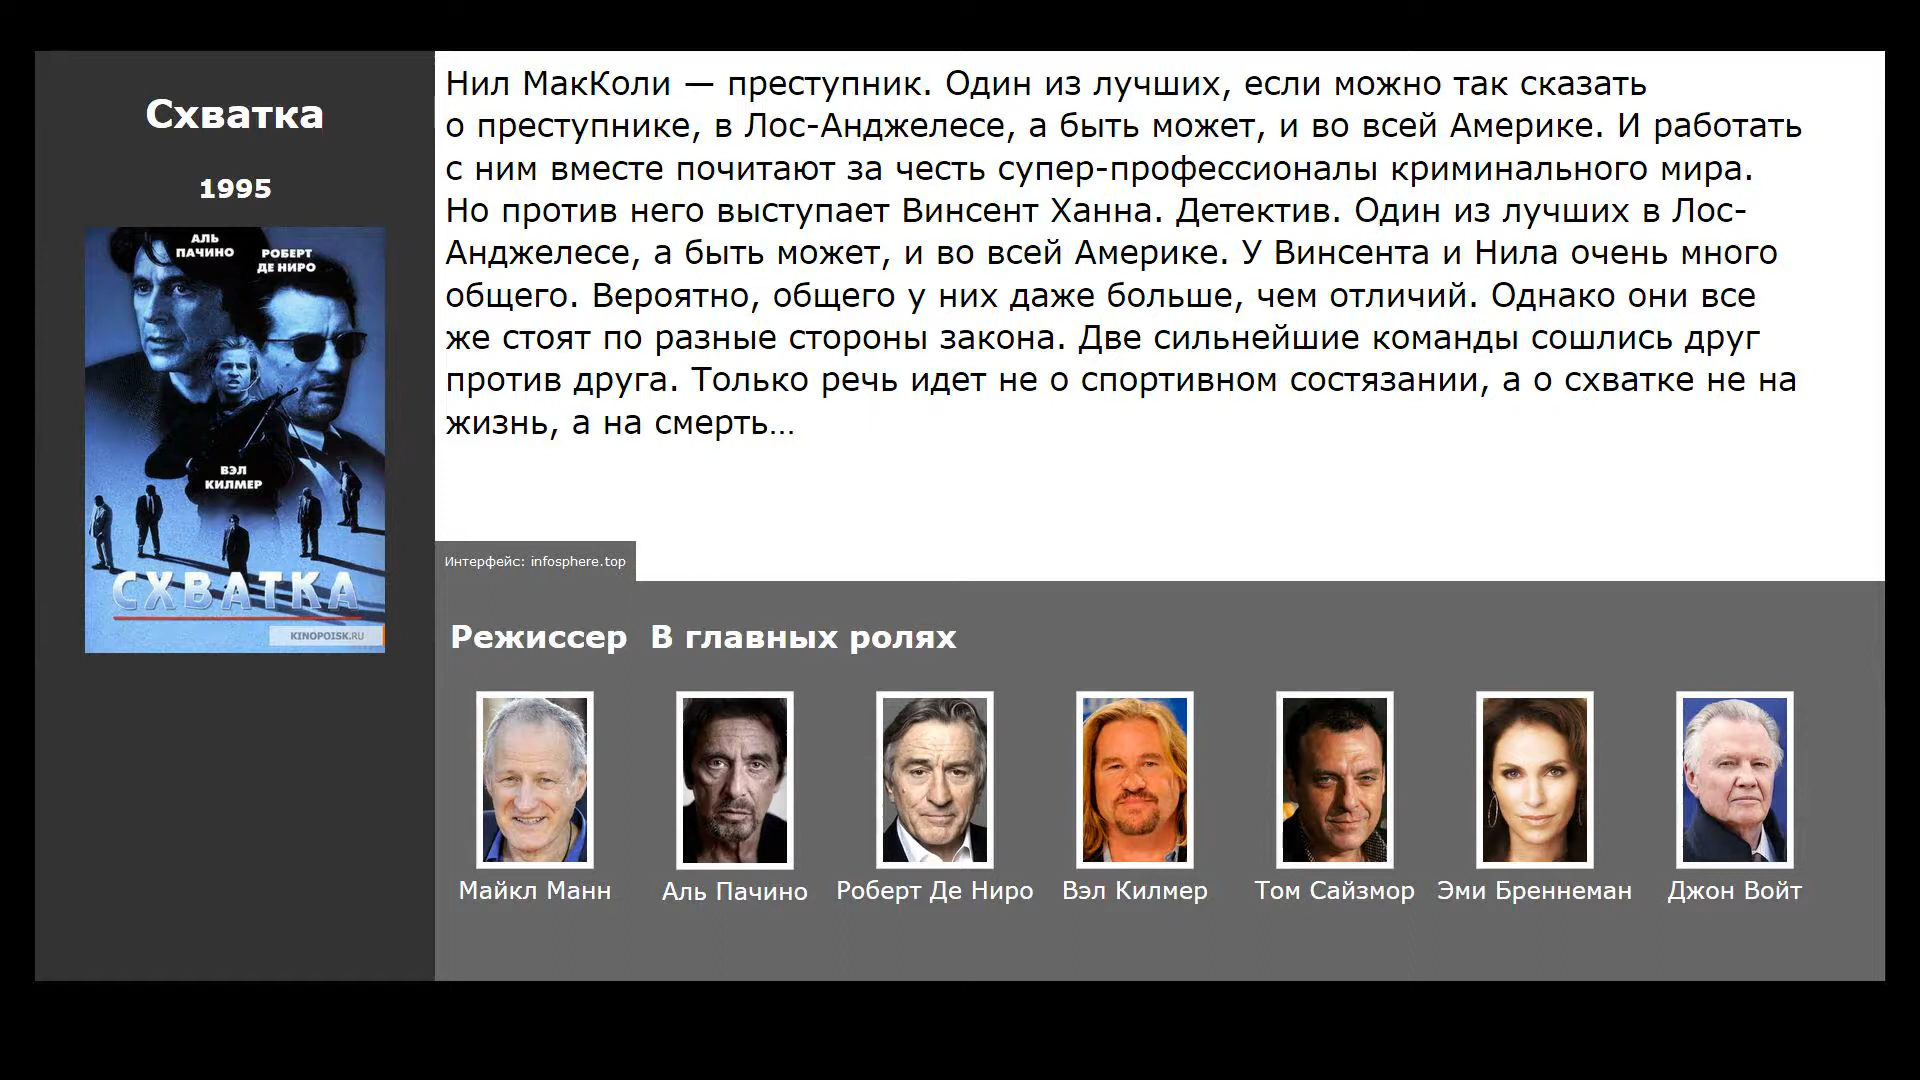 Схватка
1995
АЛЬ
ПАЧИНО
РОБЕРТ
ДЕ НИРО
ВЭЛ
КИЛМЕР
СХВАТКА
KINOPOISK.RU
Нил МакКоли — преступник. Один из лучших, если можно так сказать
о преступнике, в Лос-Анджелесе, а быть может, и во всей Америке. И работать
с ним вместе почитают за честь супер-профессионалы криминального мира.
Но против него выступает Винсент Ханна. Детектив. Один из лучших в Лос-
Анджелесе, а быть может, и во всей Америке. У Винсента и Нила очень много
общего. Вероятно, общего у них даже больше, чем отличий. Однако они все
же стоят по разные стороны закона. Две сильнейшие команды сошлись друг
против друга. Только речь идет не о спортивном состязании, а о схватке не на
жизнь, а на смерть…
Интерфейс: infosphere.top
Режиссер В главных ролях
Майкл Манн Аль Пачино Роберт Де Ниро Вэл Килмер Том Сайзмор Эми Бреннеман Джон Войт